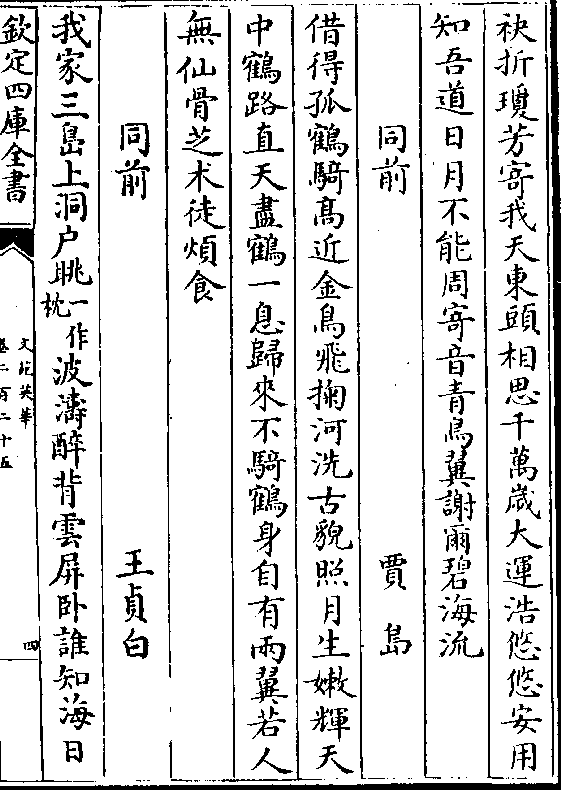 袂折瓊芳寄我天東頭相思千萬歲大運浩悠悠安用
知吾道日月不能周寄音青鳥翼謝爾碧海流
同前 賈島
借得孤鶴騎髙近金烏飛掬河洗古貌照月生嫩輝天
中鶴路直天盡鶴一息歸來不騎鶴身自有兩翼若人
無仙骨芝术徒煩食
同前 王貞白
我家三島上洞户眺一作枕波濤醉背雲屏卧誰知海日
欽定四庫全書
文苑英華
卷二百二十五
四